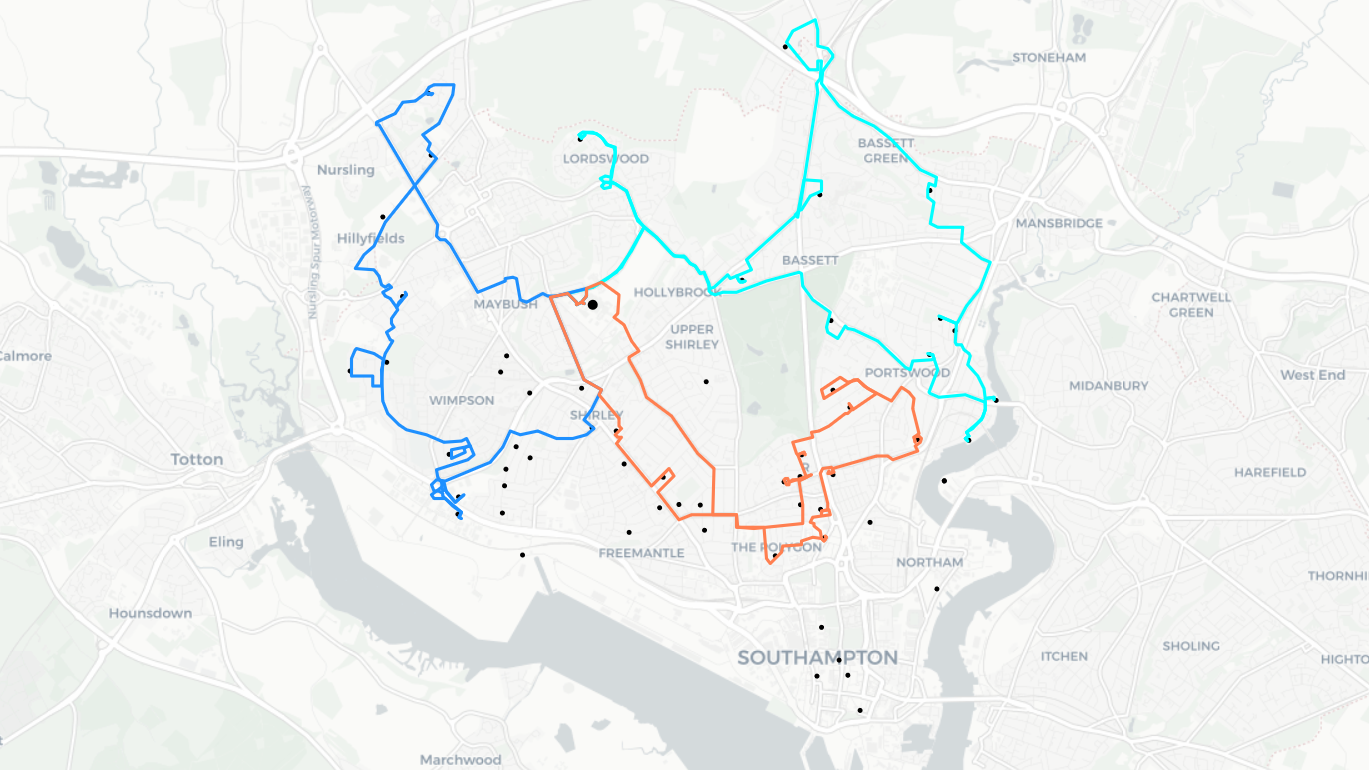 STONEHAM
BASSETT
GREEN
LORDSWOOD
Nursling
Nursling Spur Motorway
MANSBRIDGE
Hillyfields
BASSETT
HOLLYBROOK
MAYBUSH
CHARTWELL
GREEN
UPPER
SHIRLEY
Calmore
PORTSWOOD
West End
MIDANBURY
WIMPSON
SHIRLEY
Totton
HAREFIELD
Eling
FREEMANTLE
THE POLYGON
NORTHAM
THORNHI
Hounsdown
SHOLING
SOUTHAMPTON
ITCHEN
HIGHTO
Marchwood